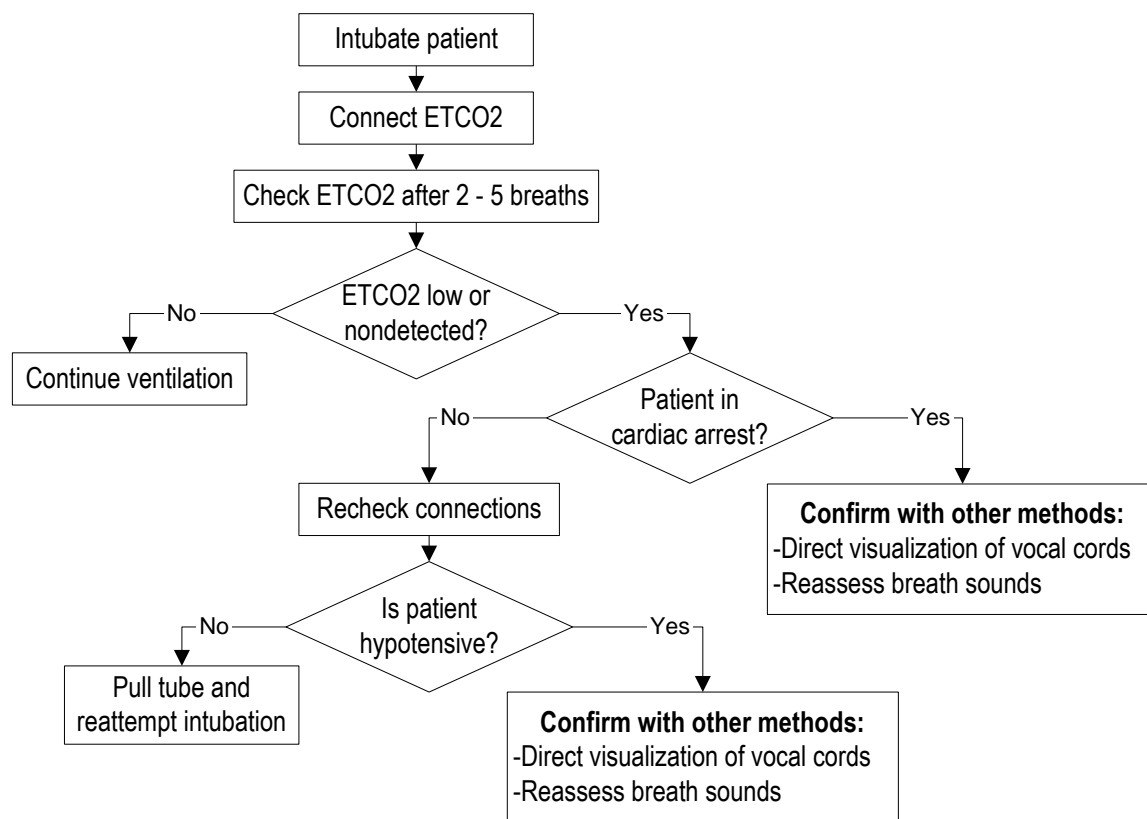 Intubate patient
Connect ETCO2
Check ETCO2 after 2 - 5 breaths
ETCO2 low or
nondetected?
No
Yes
Continue ventilation
Patient in
cardiac arrest?
No
Yes
Recheck connections
Confirm with other methods:
-Direct visualization of vocal cords
-Reassess breath sounds
Is patient
hypotensive?
No
Yes
Pull tube and
reattempt intubation
Confirm with other methods:
-Direct visualization of vocal cords
-Reassess breath sounds